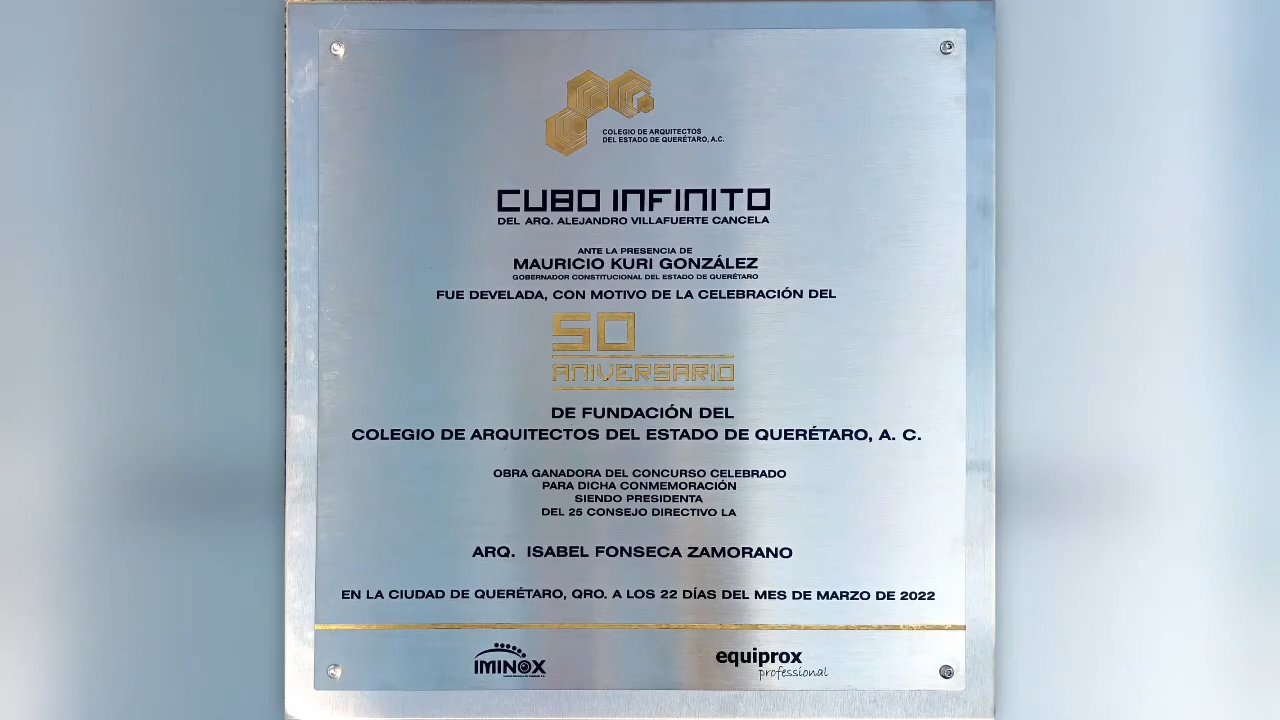 COLEGIO DE ARQUITECTOS
DEL ESTADO DE QUERÉTARO, A.C.
CUBO INFINITO
DEL ARQ. ALEJANDRO VILLAFUERTE CANCELA
ANTE LA PRESENCIA DE
MAURICIO KURI GONZÁLEZ
GOBERNADOR CONSTITUCIONAL DEL ESTADO DE QUERÉTARO
FUE DEVELADA, CON MOTIVO DE LA CELEBRACIÓN DEL
50
ANIVERSARIO
DE FUNDACIÓN DEL
COLEGIO DE ARQUITECTOS DEL ESTADO DE QUERÉTARO, A. C.
OBRA GANADORA DEL CONCURSO CELEBRADO
PARA DICHA CONMEMORACIÓN
SIENDO PRESIDENTA
DEL 25 CONSEJO DIRECTIVO LA
ARQ. ISABEL FONSECA ZAMORANO
EN LA CIUDAD DE QUERÉTARO, QRO. A LOS 22 DÍAS DEL MES DE MARZO DE 2022
IMINOX
equiprox
professional